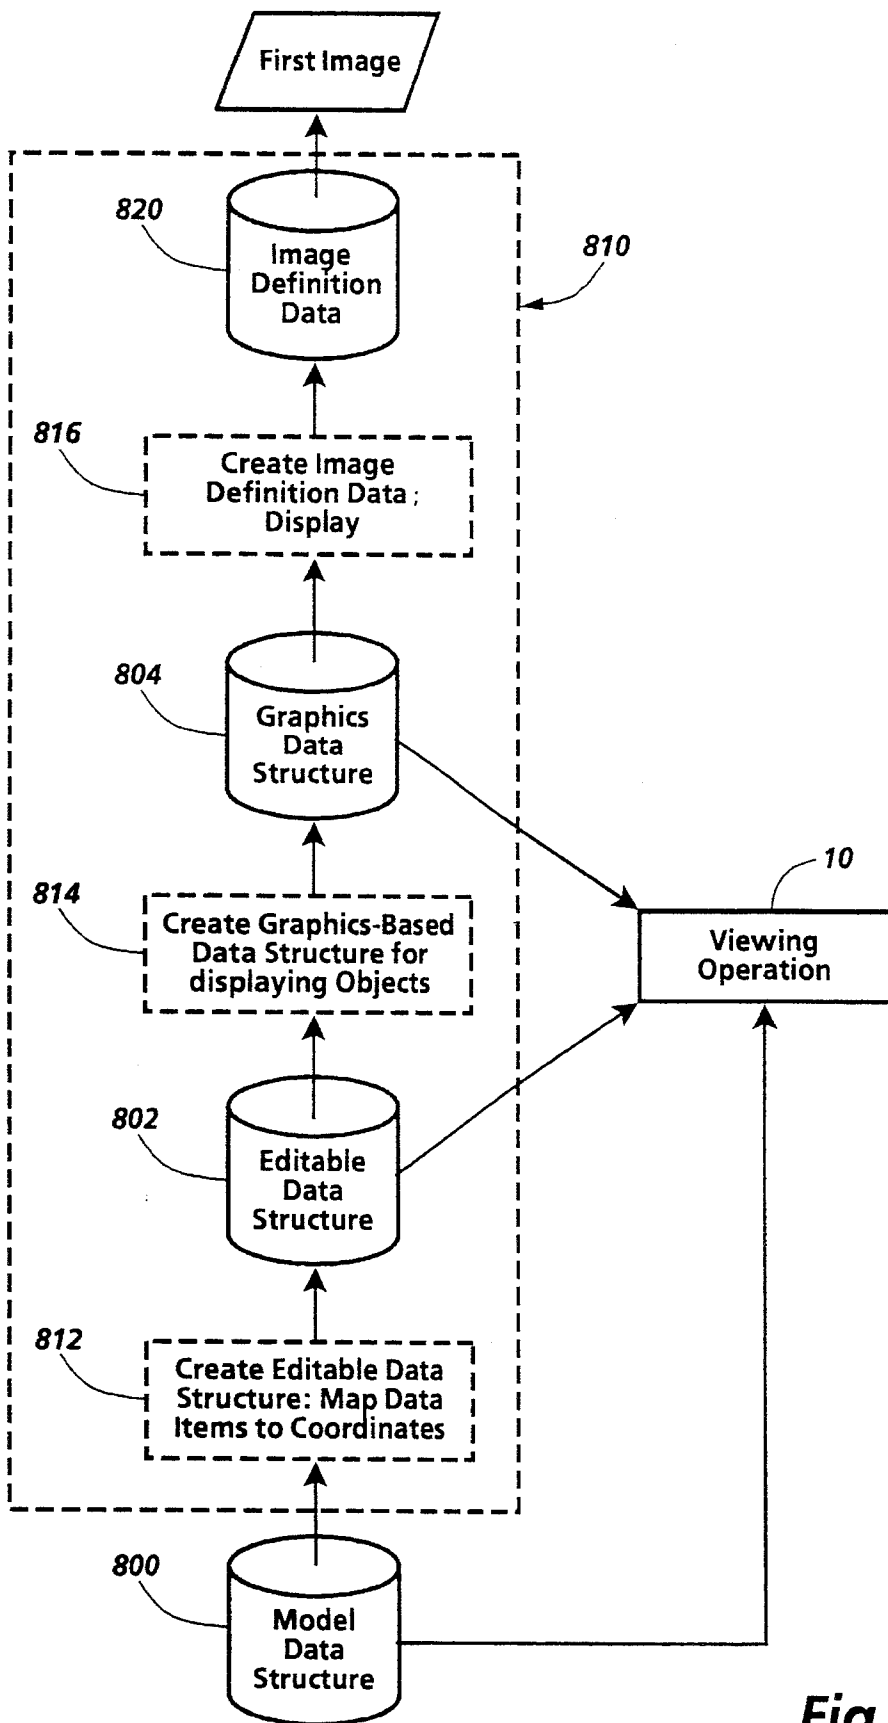 First Image
820
Image
Definition
Data
810
816
Create Image
Definition Data ;
Display
804
Graphics
Data
Structure
10
Viewing
Operation
814
Create Graphics-Based
Data Structure for
displaying Objects
802
Editable
Data
Structure
812
Create Editable Data
Structure: Map Data
Items to Coordinates
800
Model
Data
Structure
Fig